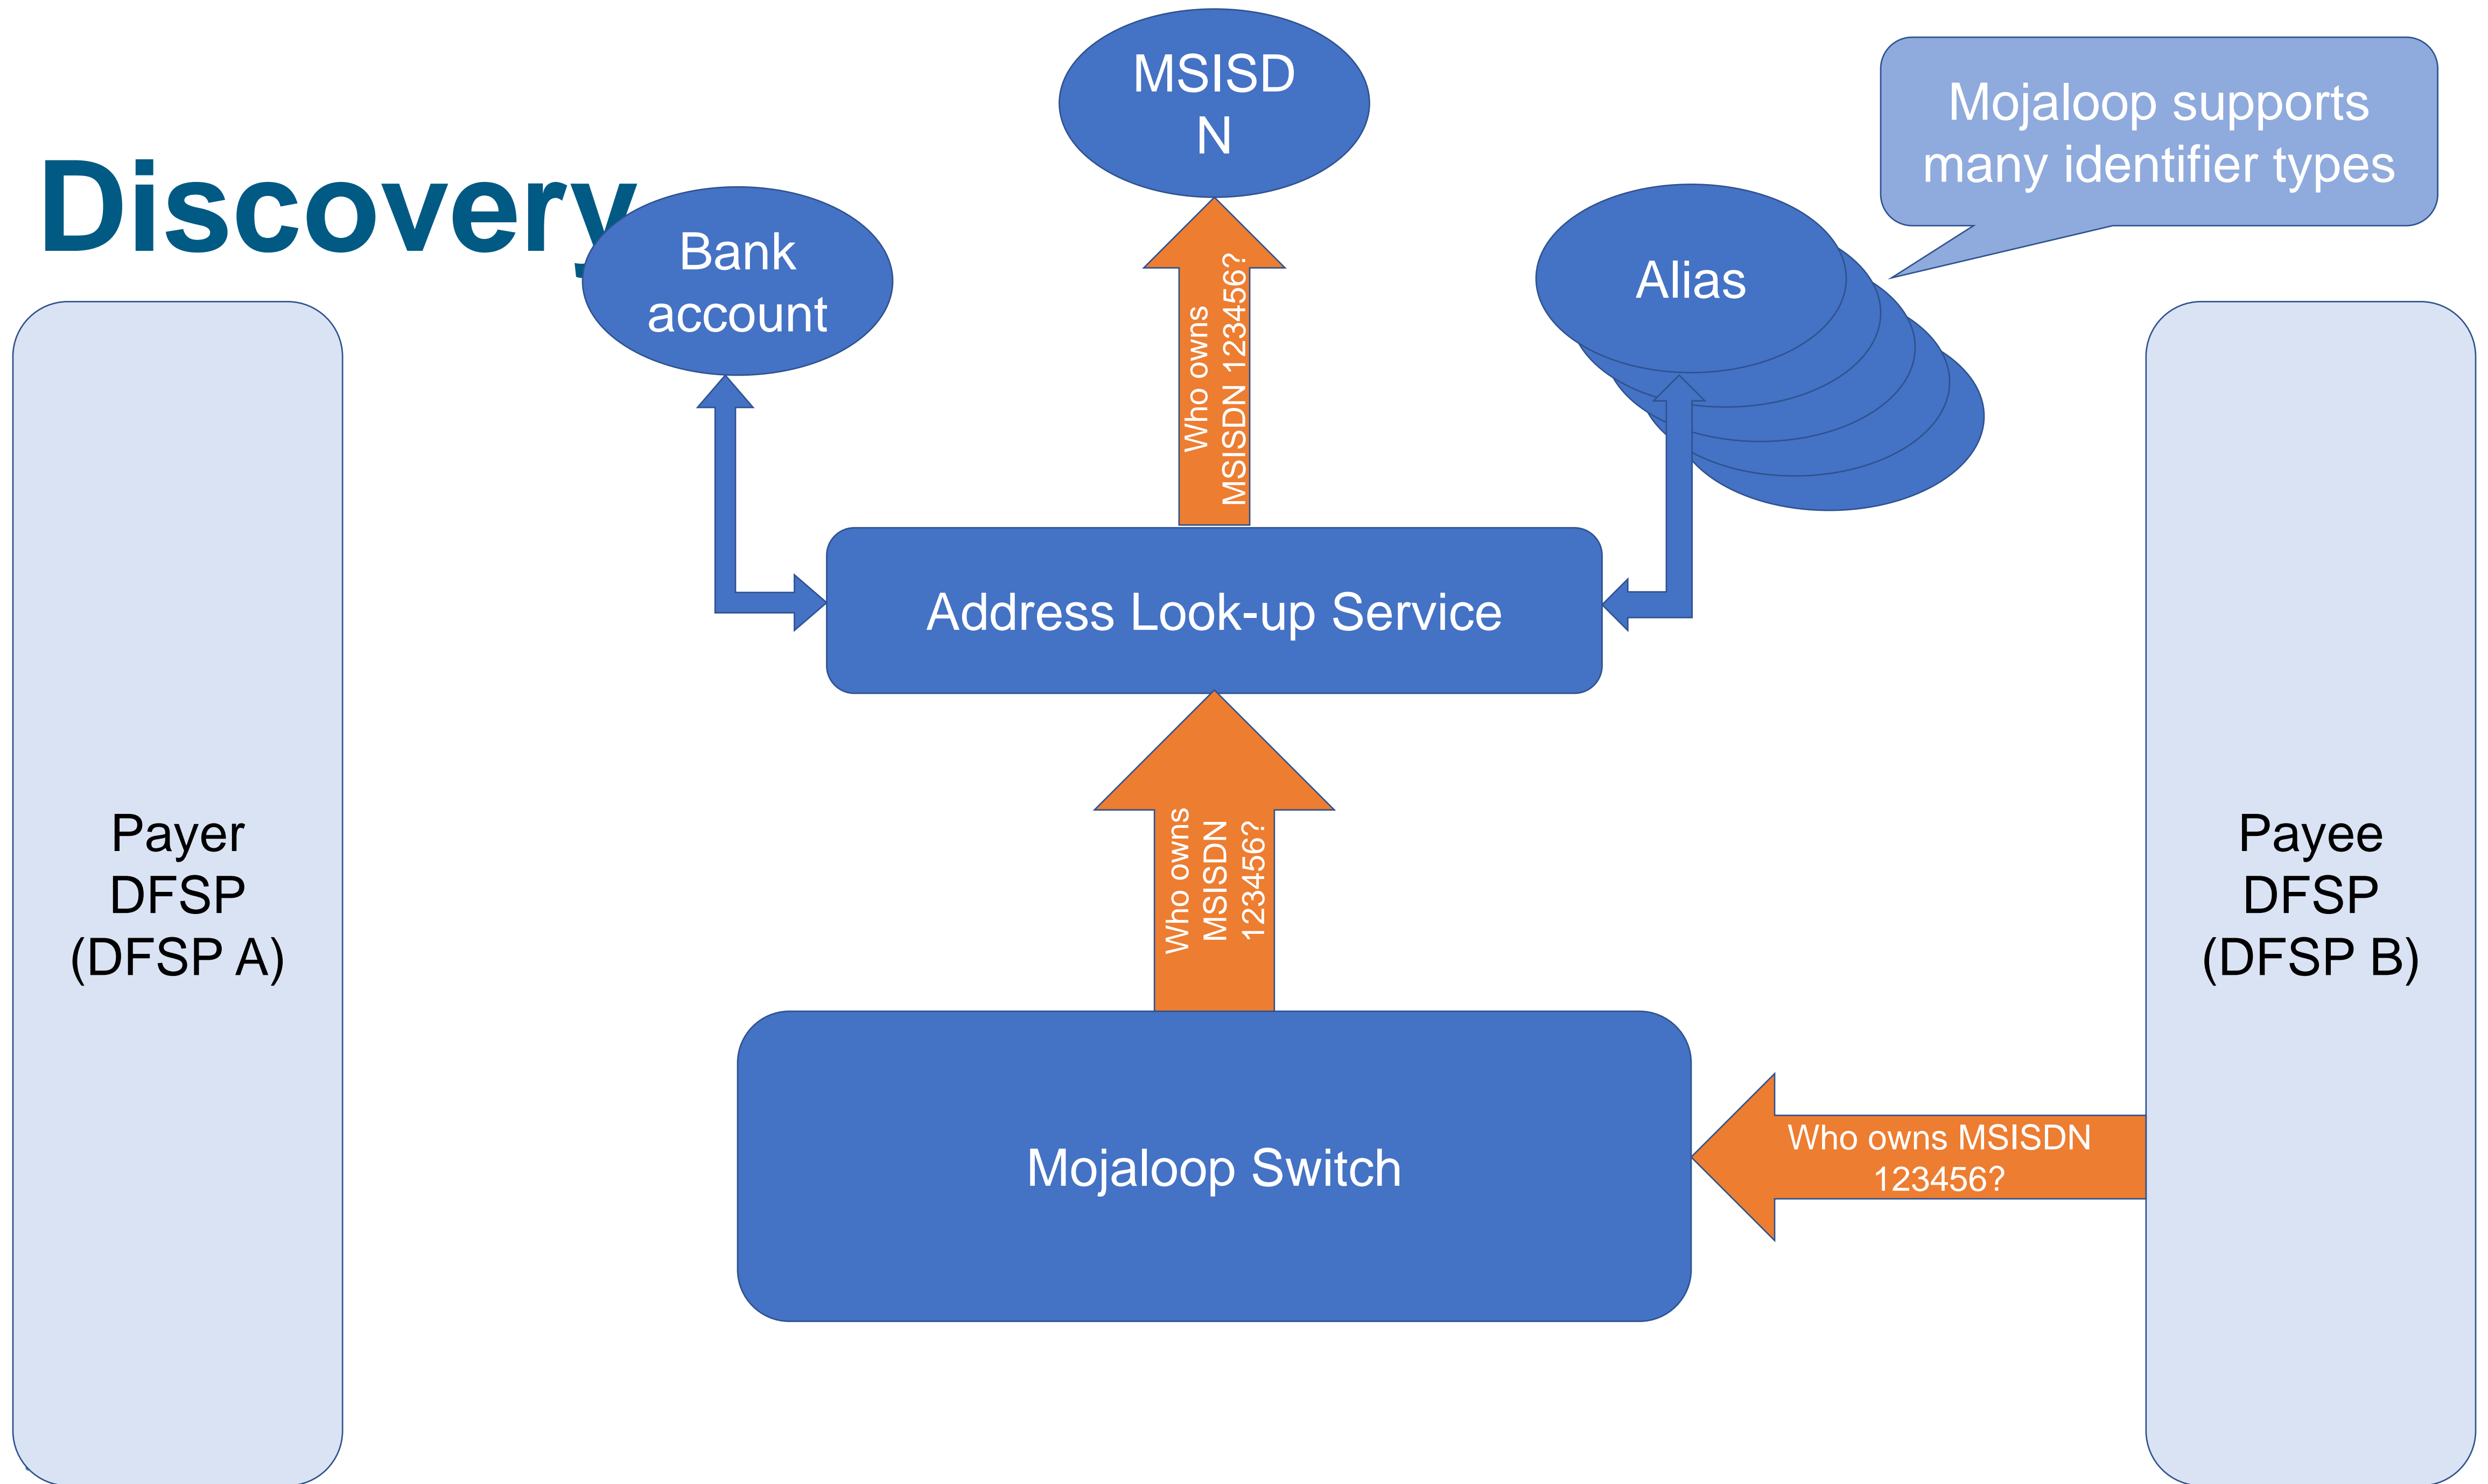 MSISD
N
Mojaloop supports
many identifier types
Discovery
Bank
account
Alias
Who owns
MSISDN 123456?
Address Look-up Service
Who owns
MSISDN
123456?
Payer
DFSP
(DFSP A)
Payee
DFSP
(DFSP B)
Mojaloop Switch
Who owns MSISDN
123456?